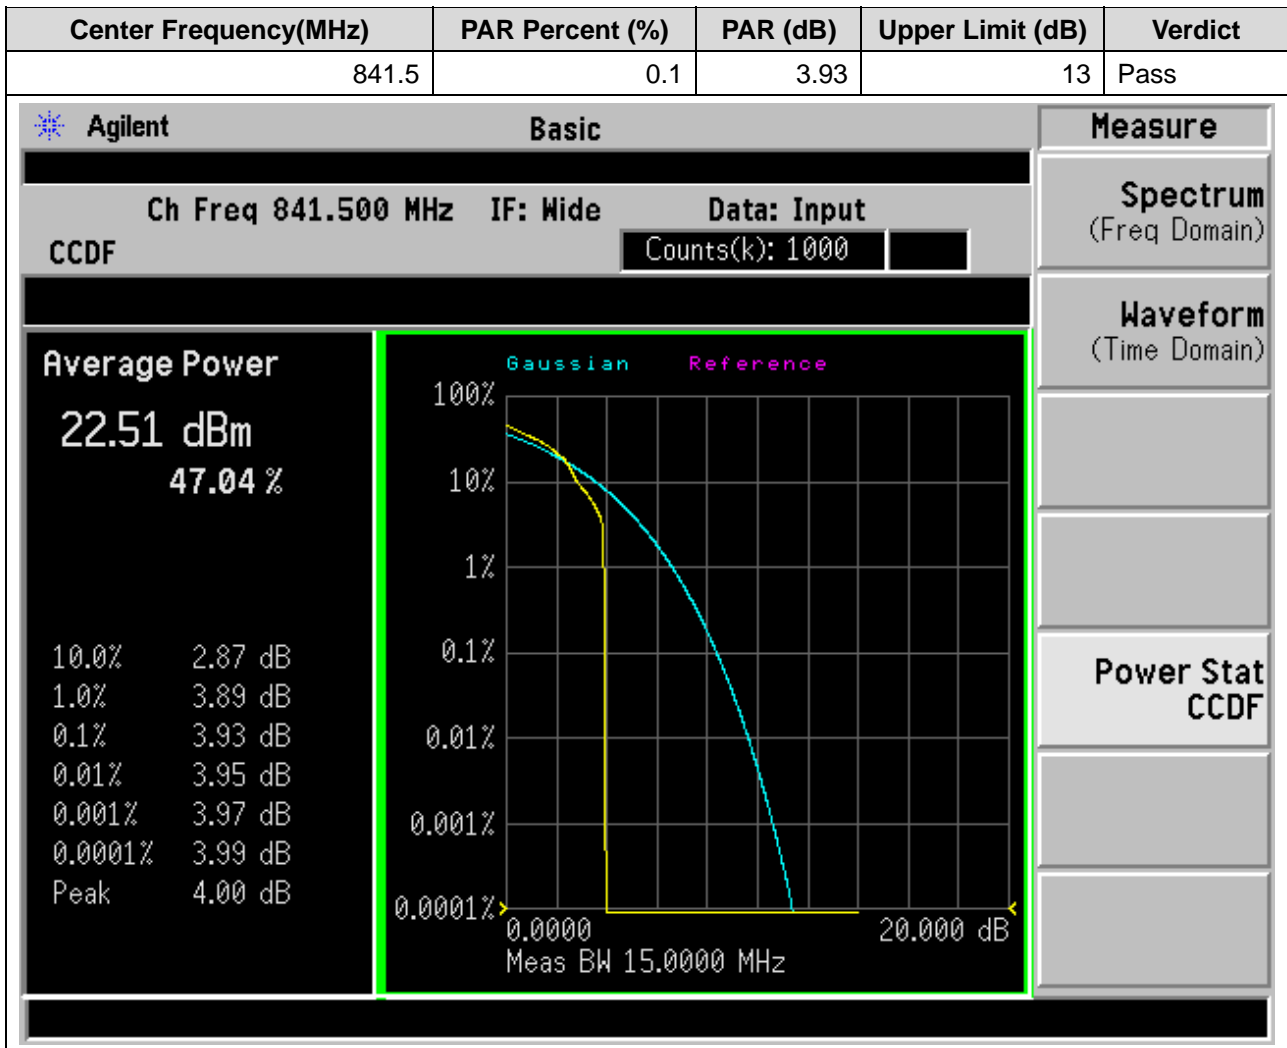 Center Frequency(MHz) PAR Percent (%) PAR (dB) Upper Limit (dB) Verdict
841.5 0.1 3.93 13 Pass
Agilent Basic Measure
Ch Freq 841.500 MHz IF: Wide Data: Input
CCDF Counts(k): 1000
Spectrum
(Freq Domain)
Waveform
(Time Domain)
Power Stat
CCDF
Average Power
22.51 dBm
47.04 %
10.0% 2.87 dB
1.0% 3.89 dB
0.1% 3.93 dB
0.01% 3.95 dB
0.001% 3.97 dB
0.0001% 3.99 dB
Peak 4.00 dB
Gaussian Reference
100%
10%
1%
0.1%
0.01%
0.001%
0.0001%
0.0000 20.000 dB
Meas BW 15.0000 MHz